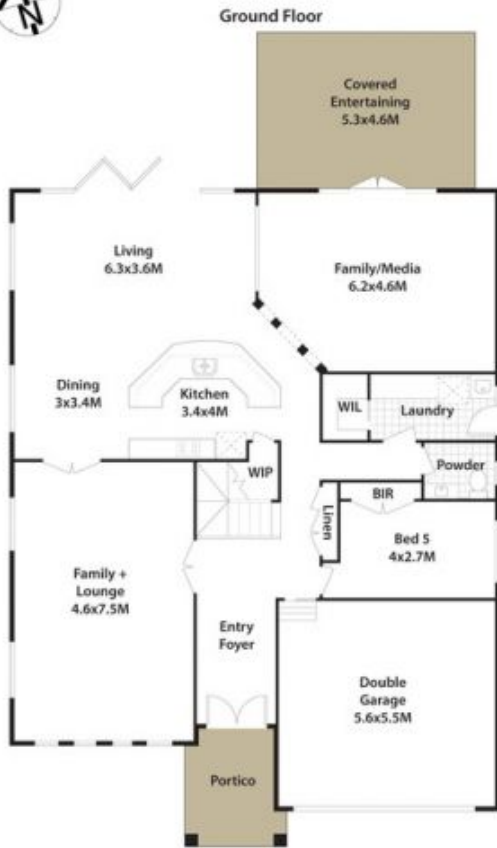 N
Ground Floor
Covered
Entertaining
5.3x4.6M
Living
6.3x3.6M
Family/Media
6.2x4.6M
Dining
3x3.4M
Kitchen
3.4x4M
WIL
Laundry
Powder
WIP
BIR
Linen
Bed 5
4x2.7M
Family +
Lounge
4.6x7.5M
Entry
Foyer
Double
Garage
5.6x5.5M
Portico